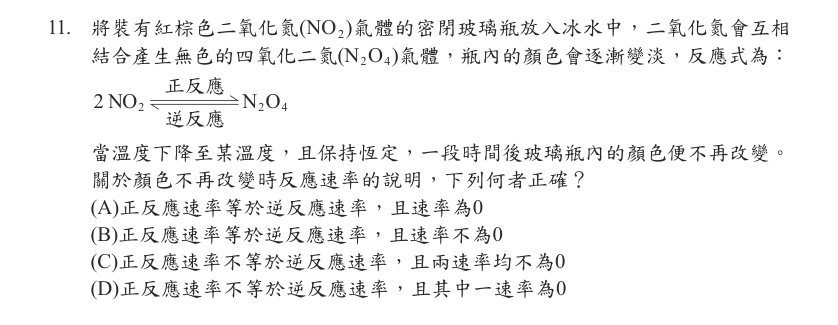 11. 將裝有紅棕色二氧化氮(NO₂)氣體的密閉玻璃瓶放入冰水中，二氧化氮會互相
結合產生無色的四氧化二氮(N₂O₄)氣體，瓶內的顏色會逐漸變淡，反應式為：
正反應
2 NO₂ ⇌ N₂O₄
逆反應
當溫度下降至某溫度，且保持恆定，一段時間後玻璃瓶內的顏色便不再改變。
關於顏色不再改變時反應速率的說明，下列何者正確？
(A)正反應速率等於逆反應速率，且速率為0
(B)正反應速率等於逆反應速率，且速率不為0
(C)正反應速率不等於逆反應速率，且兩速率均不為0
(D)正反應速率不等於逆反應速率，且其中一速率為0